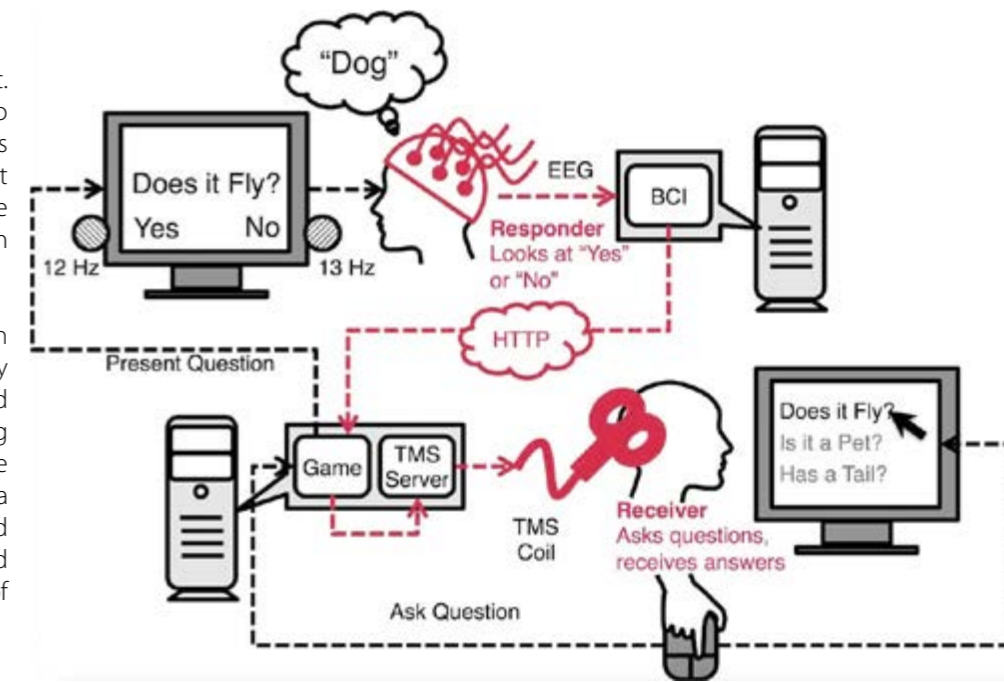 “Dog”
Does it Fly?
Yes No
12 Hz
13 Hz
EEG
BCI
Responder
Looks at “Yes”
or “No”
HTTP
Present Question
Game
TMS
Server
TMS
Coil
Receiver
Asks questions,
receives answers
Does it Fly?
Is it a Pet?
Has a Tail?
Ask Question